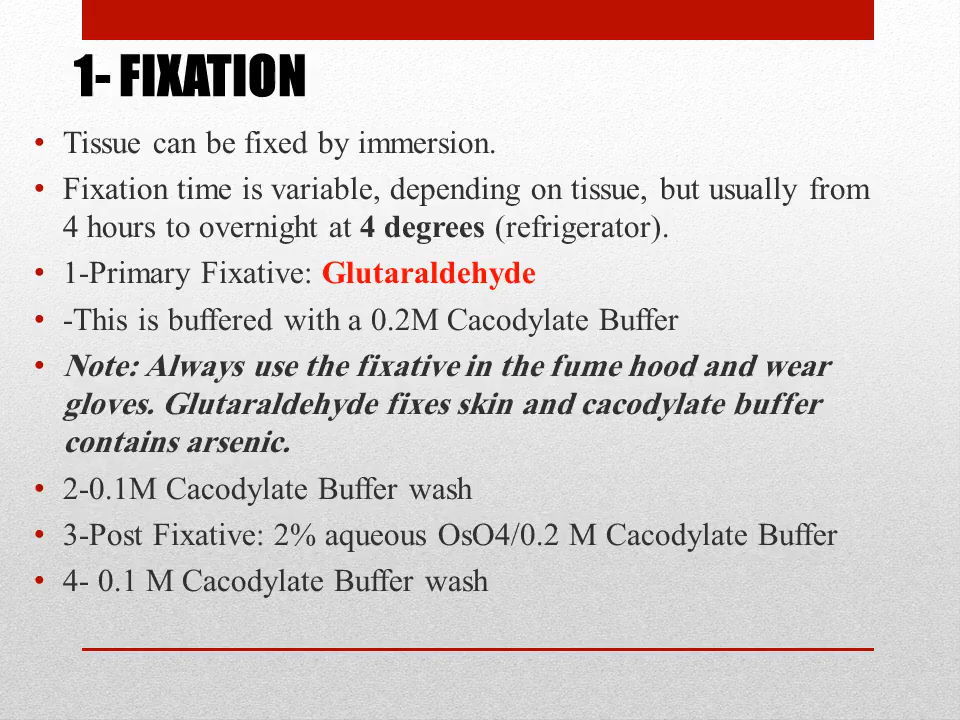 1- FIXATION
• Tissue can be fixed by immersion.
• Fixation time is variable, depending on tissue, but usually from
4 hours to overnight at 4 degrees (refrigerator).
• 1-Primary Fixative: Glutaraldehyde
• -This is buffered with a 0.2M Cacodylate Buffer
• Note: Always use the fixative in the fume hood and wear
gloves. Glutaraldehyde fixes skin and cacodylate buffer
contains arsenic.
• 2-0.1M Cacodylate Buffer wash
• 3-Post Fixative: 2% aqueous OsO4/0.2 M Cacodylate Buffer
• 4- 0.1 M Cacodylate Buffer wash